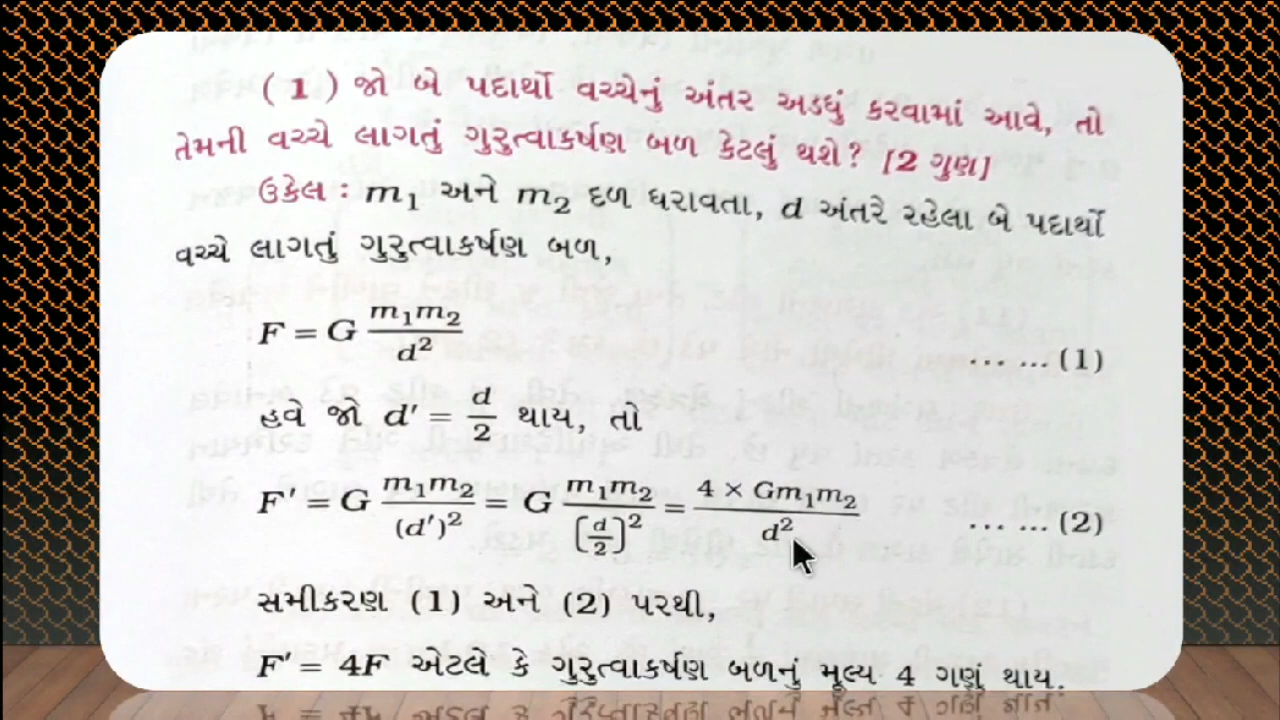 ( 1 ) જો બે પદાર્થો વચ્ચેનું અંતર અડધું કરવામાં આવે, તો
તેમની વચ્ચે લાગતું ગુરુત્વાકર્ષણ બળ કેટલું થશે? [2 ગુણ]
ઉકેલ : m₁ અને m₂ દળ ધરાવતા, d અંતરે રહેલા બે પદાર્થો
વચ્ચે લાગતું ગુરુત્વાકર્ષણ બળ,
F = G m₁m₂/d² ... ... (1)
હવે જો d′ = d/2 થાય, તો
F′ = G m₁m₂/(d′)² = G m₁m₂/[d/2]² = 4 × Gm₁m₂/d² ... ... (2)
સમીકરણ (1) અને (2) પરથી,
F′ = 4F એટલે કે ગુરુત્વાકર્ષણ બળનું મૂલ્ય 4 ગણું થાય.